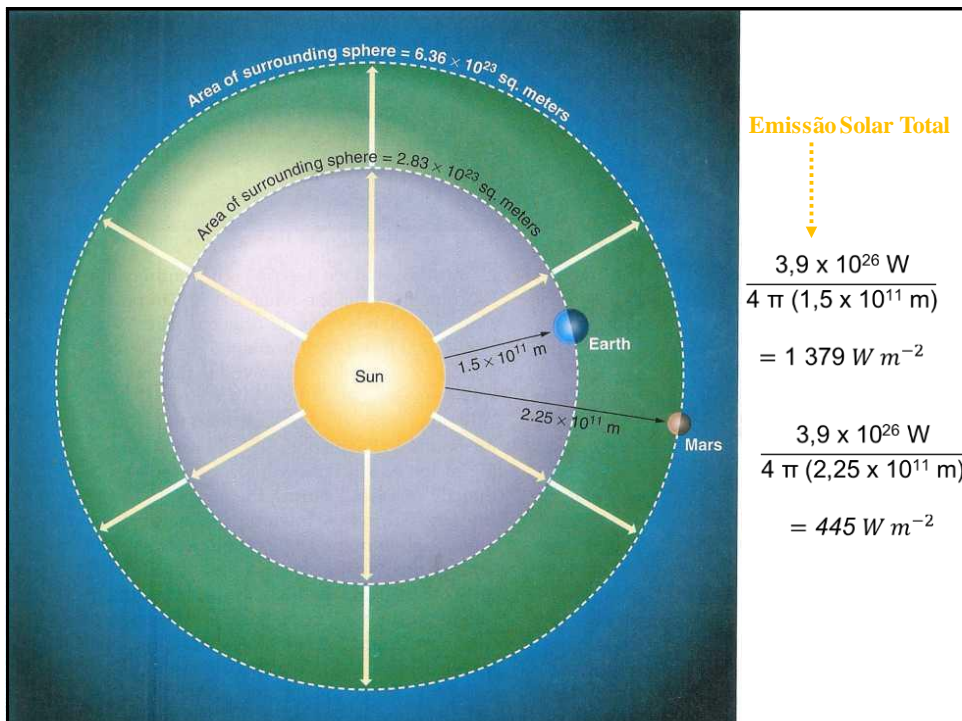 Area of surrounding sphere = 6.36 × 10²³ sq. meters
Area of surrounding sphere = 2.83 × 10²³ sq. meters
Sun
1.5 × 10¹¹ m
Earth
2.25 × 10¹¹ m
Mars
Emissão Solar Total
3,9 x 10²⁶ W
4 π (1,5 x 10¹¹ m)
= 1 379 W m⁻²
3,9 x 10²⁶ W
4 π (2,25 x 10¹¹ m)
= 445 W m⁻²